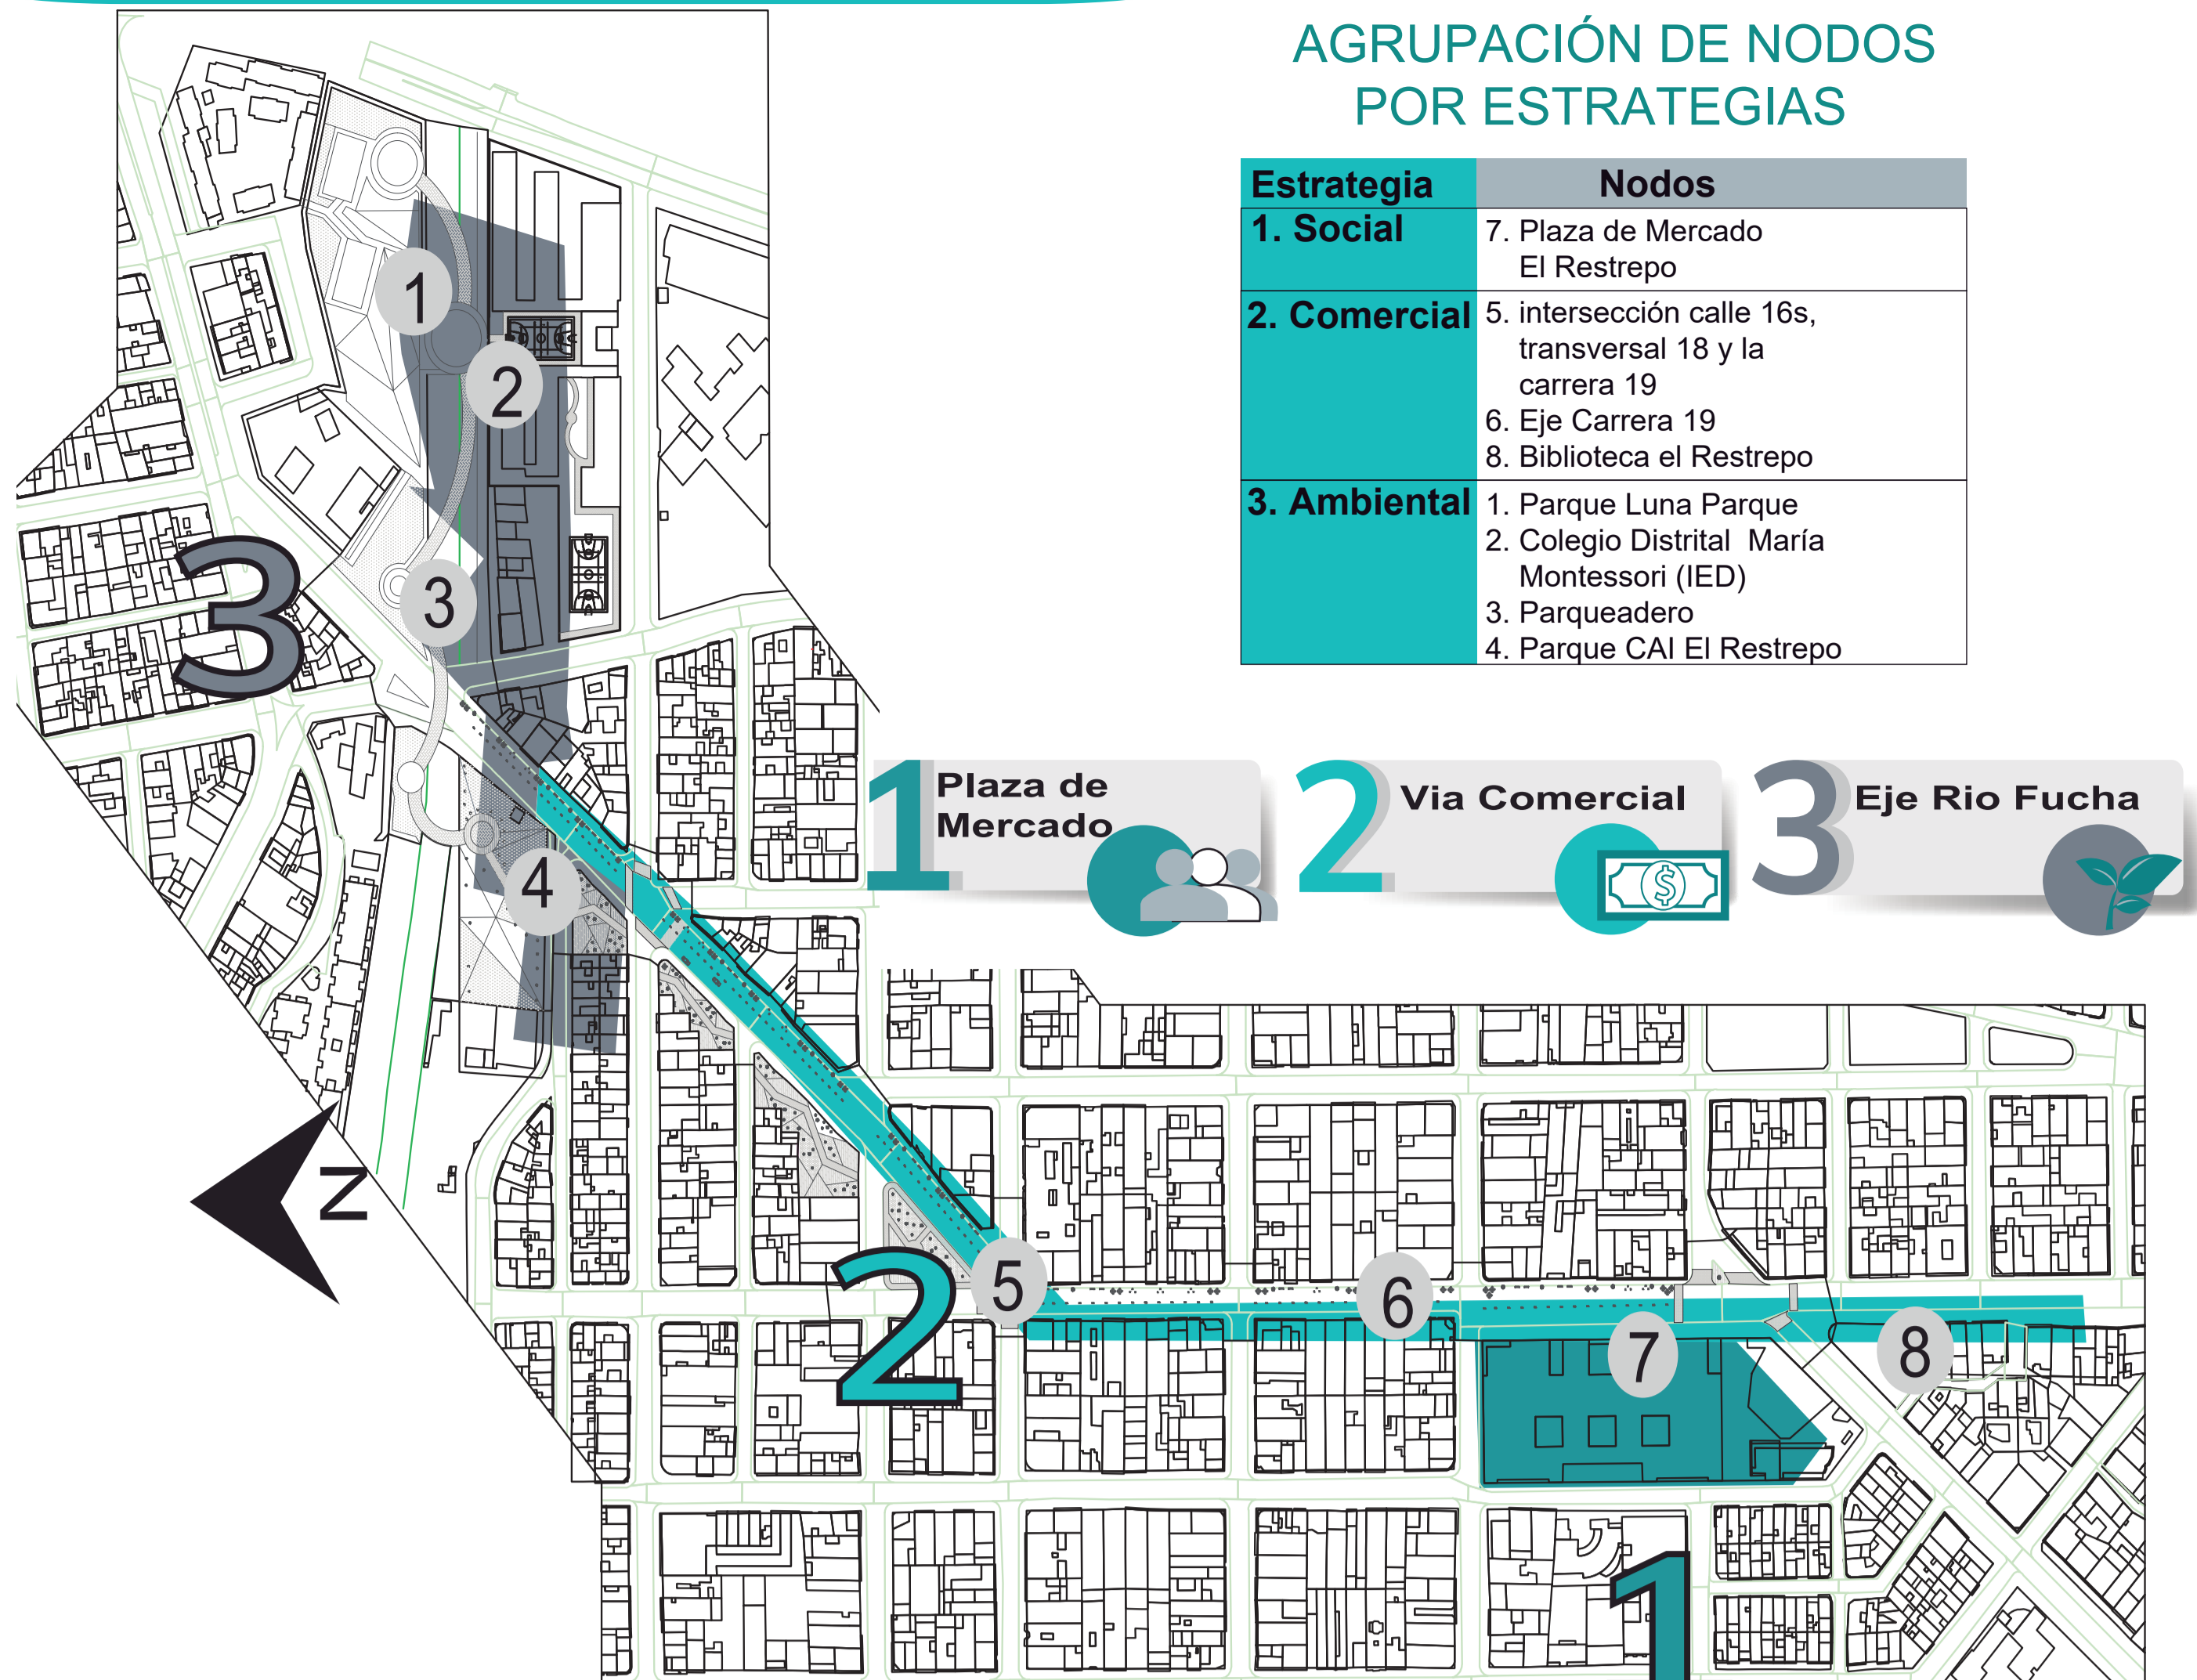 AGRUPACIÓN DE NODOS
POR ESTRATEGIAS
Estrategia
Nodos
1. Social
7. Plaza de Mercado
El Restrepo
2. Comercial
5. intersección calle 16s,
transversal 18 y la
carrera 19
6. Eje Carrera 19
8. Biblioteca el Restrepo
3. Ambiental
1. Parque Luna Parque
2. Colegio Distrital María
Montessori (IED)
3. Parqueadero
4. Parque CAI El Restrepo
1
Plaza de
Mercado
2
Via Comercial
$
3
Eje Rio Fucha
1
2
3
3
4
N
2
5
6
7
8
1